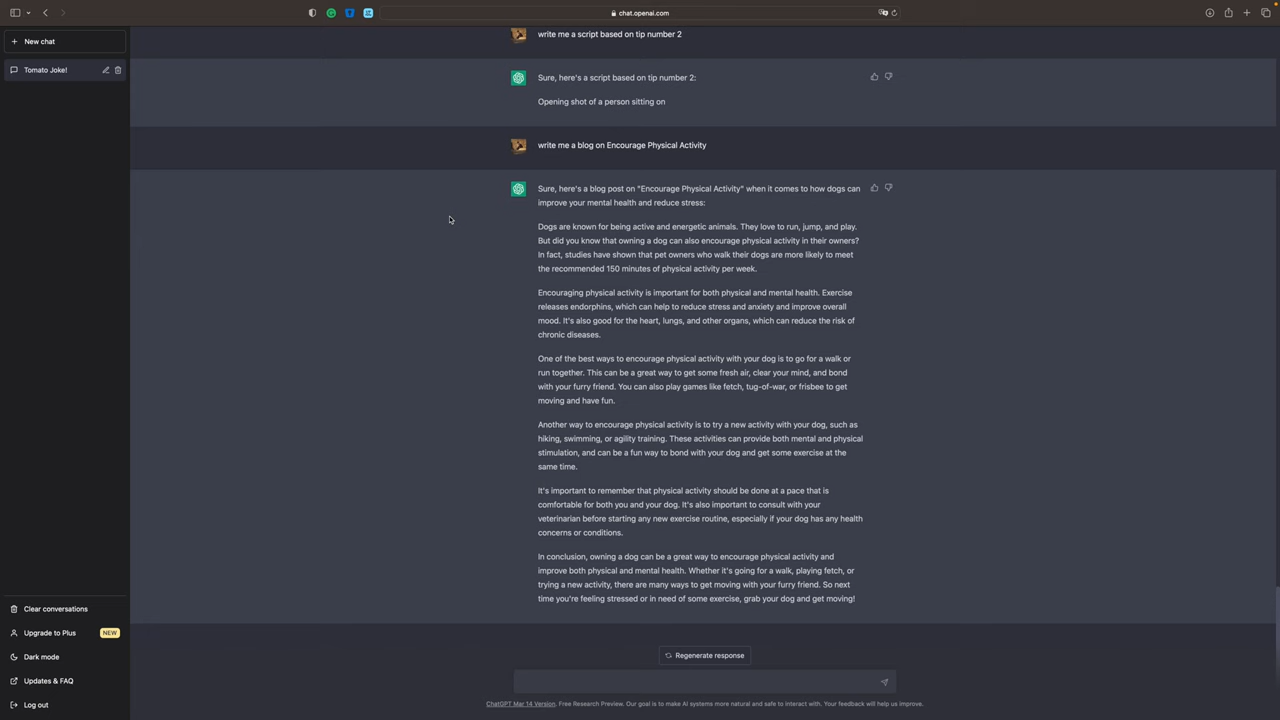 chat.openai.com
New chat
Tomato Joke!
write me a script based on tip number 2
Sure, here's a script based on tip number 2:
Opening shot of a person sitting on
write me a blog on Encourage Physical Activity
Sure, here's a blog post on "Encourage Physical Activity" when it comes to how dogs can
improve your mental health and reduce stress:
Dogs are known for being active and energetic animals. They love to run, jump, and play.
But did you know that owning a dog can also encourage physical activity in their owners?
In fact, studies have shown that pet owners who walk their dogs are more likely to meet
the recommended 150 minutes of physical activity per week.
Encouraging physical activity is important for both physical and mental health. Exercise
releases endorphins, which can help to reduce stress and anxiety and improve overall
mood. It's also good for the heart, lungs, and other organs, which can reduce the risk of
chronic diseases.
One of the best ways to encourage physical activity with your dog is to go for a walk or
run together. This can be a great way to get some fresh air, clear your mind, and bond
with your furry friend. You can also play games like fetch, tug-of-war, or frisbee to get
moving and have fun.
Another way to encourage physical activity is to try a new activity with your dog, such as
hiking, swimming, or agility training. These activities can provide both mental and physical
stimulation, and can be a fun way to bond with your dog and get some exercise at the
same time.
It's important to remember that physical activity should be done at a pace that is
comfortable for both you and your dog. It's also important to consult with your
veterinarian before starting any new exercise routine, especially if your dog has any health
concerns or conditions.
In conclusion, owning a dog can be a great way to encourage physical activity and
improve both physical and mental health. Whether it's going for a walk, playing fetch, or
trying a new activity, there are many ways to get moving with your furry friend. So next
time you're feeling stressed or in need of some exercise, grab your dog and get moving!
Clear conversations
Upgrade to Plus NEW
Dark mode
Updates & FAQ
Log out
Regenerate response
ChatGPT Mar 14 Version. Free Research Preview. Our goal is to make AI systems more natural and safe to interact with. Your feedback will help us improve.